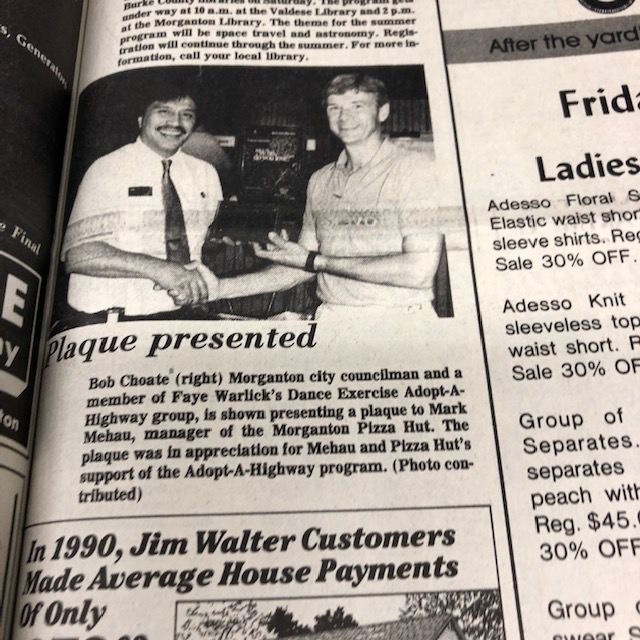 Burke County libraries on Saturday. The program gets
under way at 10 a.m. at the Valdese Library and 2 p.m.
at the Morganton Library. The theme for the summer
program will be space travel and astronomy. Regis-
tration will continue through the summer. For more in-
formation, call your local library.
Plaque presented
Bob Choate (right) Morganton city councilman and a
member of Faye Warlick's Dance Exercise Adopt-A-
Highway group, is shown presenting a plaque to Mark
Mehau, manager of the Morganton Pizza Hut. The
plaque was in appreciation for Mehau and Pizza Hut's
support of the Adopt-A-Highway program. (Photo con-
tributed)
In 1990, Jim Walter Customers
Made Average House Payments
Of Only
s, Generators
e Final
E
ay
ton
After the yard
Frida
Ladies
Adesso Floral S
Elastic waist shor
sleeve shirts. Reg
Sale 30% OFF.
Adesso Knit
sleeveless top
waist short. R
Sale 30% OF
Group of
Separates.
separates
peach with
Reg. $45.0
30% OFF
Group o